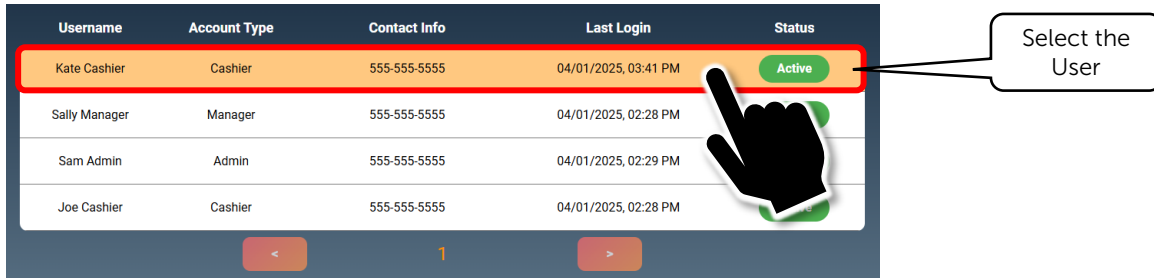 Username Account Type Contact Info Last Login Status
Kate Cashier Cashier 555-555-5555 04/01/2025, 03:41 PM Active
Sally Manager Manager 555-555-5555 04/01/2025, 02:28 PM
Sam Admin Admin 555-555-5555 04/01/2025, 02:29 PM
Joe Cashier Cashier 555-555-5555 04/01/2025, 02:28 PM
< 1 >
Select the
User